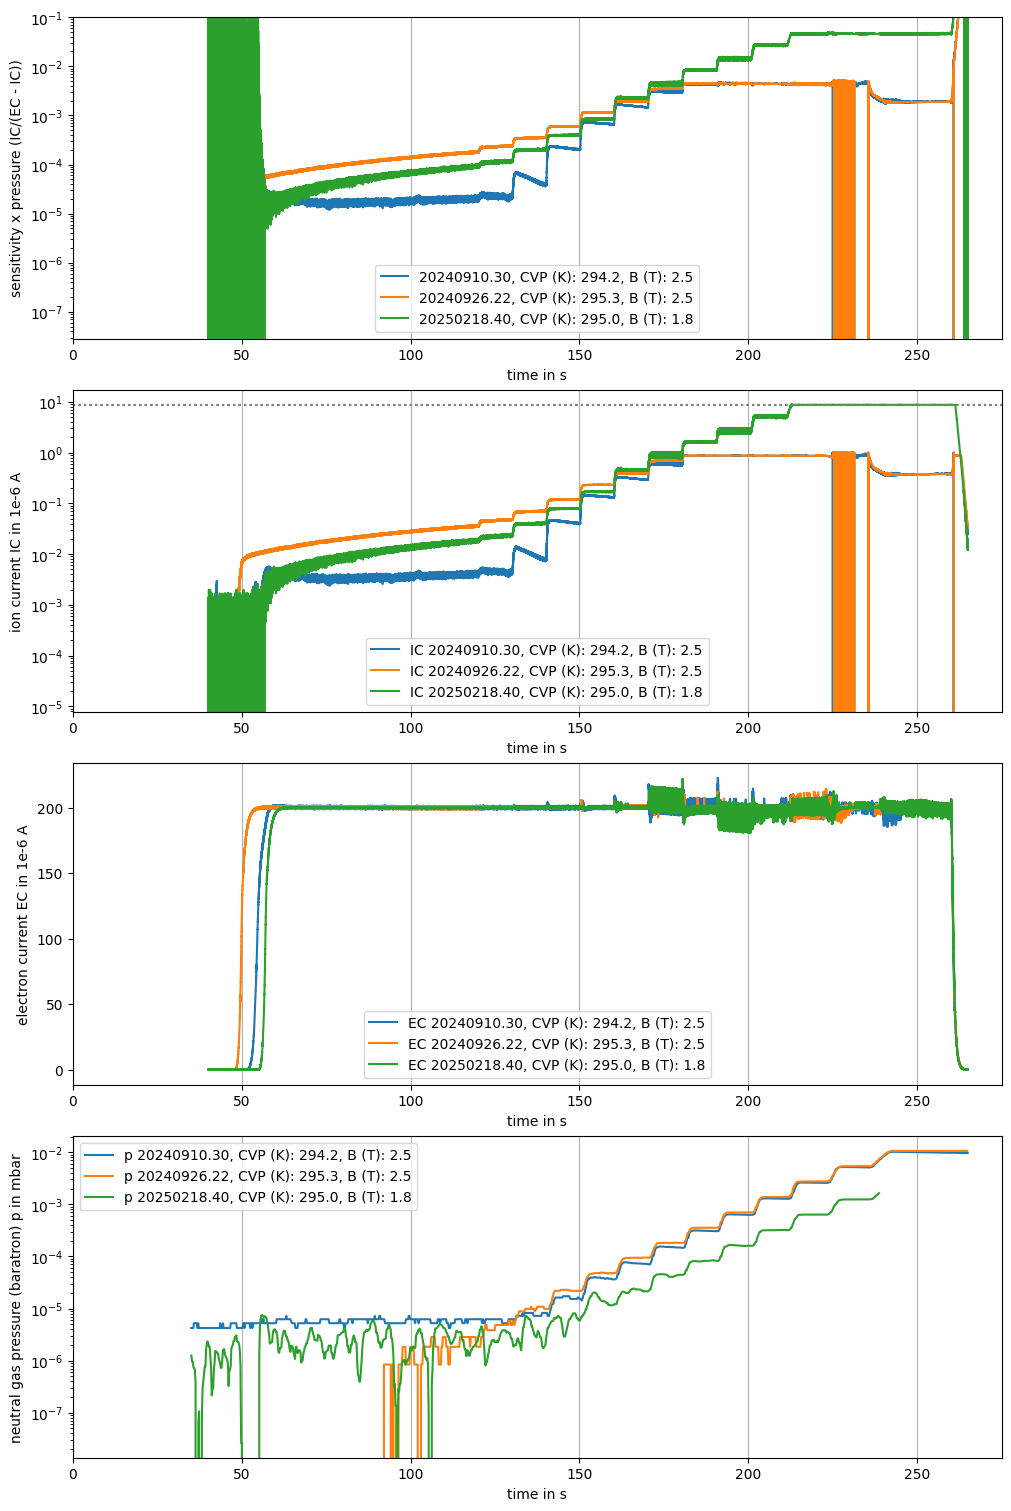 sensitivity x pressure (IC/(EC - IC))
10⁻¹
10⁻²
10⁻³
10⁻⁴
10⁻⁵
10⁻⁶
10⁻⁷
20240910.30, CVP (K): 294.2, B (T): 2.5
20240926.22, CVP (K): 295.3, B (T): 2.5
20250218.40, CVP (K): 295.0, B (T): 1.8
0 50 100 150 200 250
time in s
ion current IC in 1e-6 A
10¹
10⁰
10⁻¹
10⁻²
10⁻³
10⁻⁴
10⁻⁵
IC 20240910.30, CVP (K): 294.2, B (T): 2.5
IC 20240926.22, CVP (K): 295.3, B (T): 2.5
IC 20250218.40, CVP (K): 295.0, B (T): 1.8
0 50 100 150 200 250
time in s
electron current EC in 1e-6 A
200
150
100
50
0
EC 20240910.30, CVP (K): 294.2, B (T): 2.5
EC 20240926.22, CVP (K): 295.3, B (T): 2.5
EC 20250218.40, CVP (K): 295.0, B (T): 1.8
0 50 100 150 200 250
time in s
neutral gas pressure (baratron) p in mbar
10⁻²
10⁻³
10⁻⁴
10⁻⁵
10⁻⁶
10⁻⁷
p 20240910.30, CVP (K): 294.2, B (T): 2.5
p 20240926.22, CVP (K): 295.3, B (T): 2.5
p 20250218.40, CVP (K): 295.0, B (T): 1.8
0 50 100 150 200 250
time in s